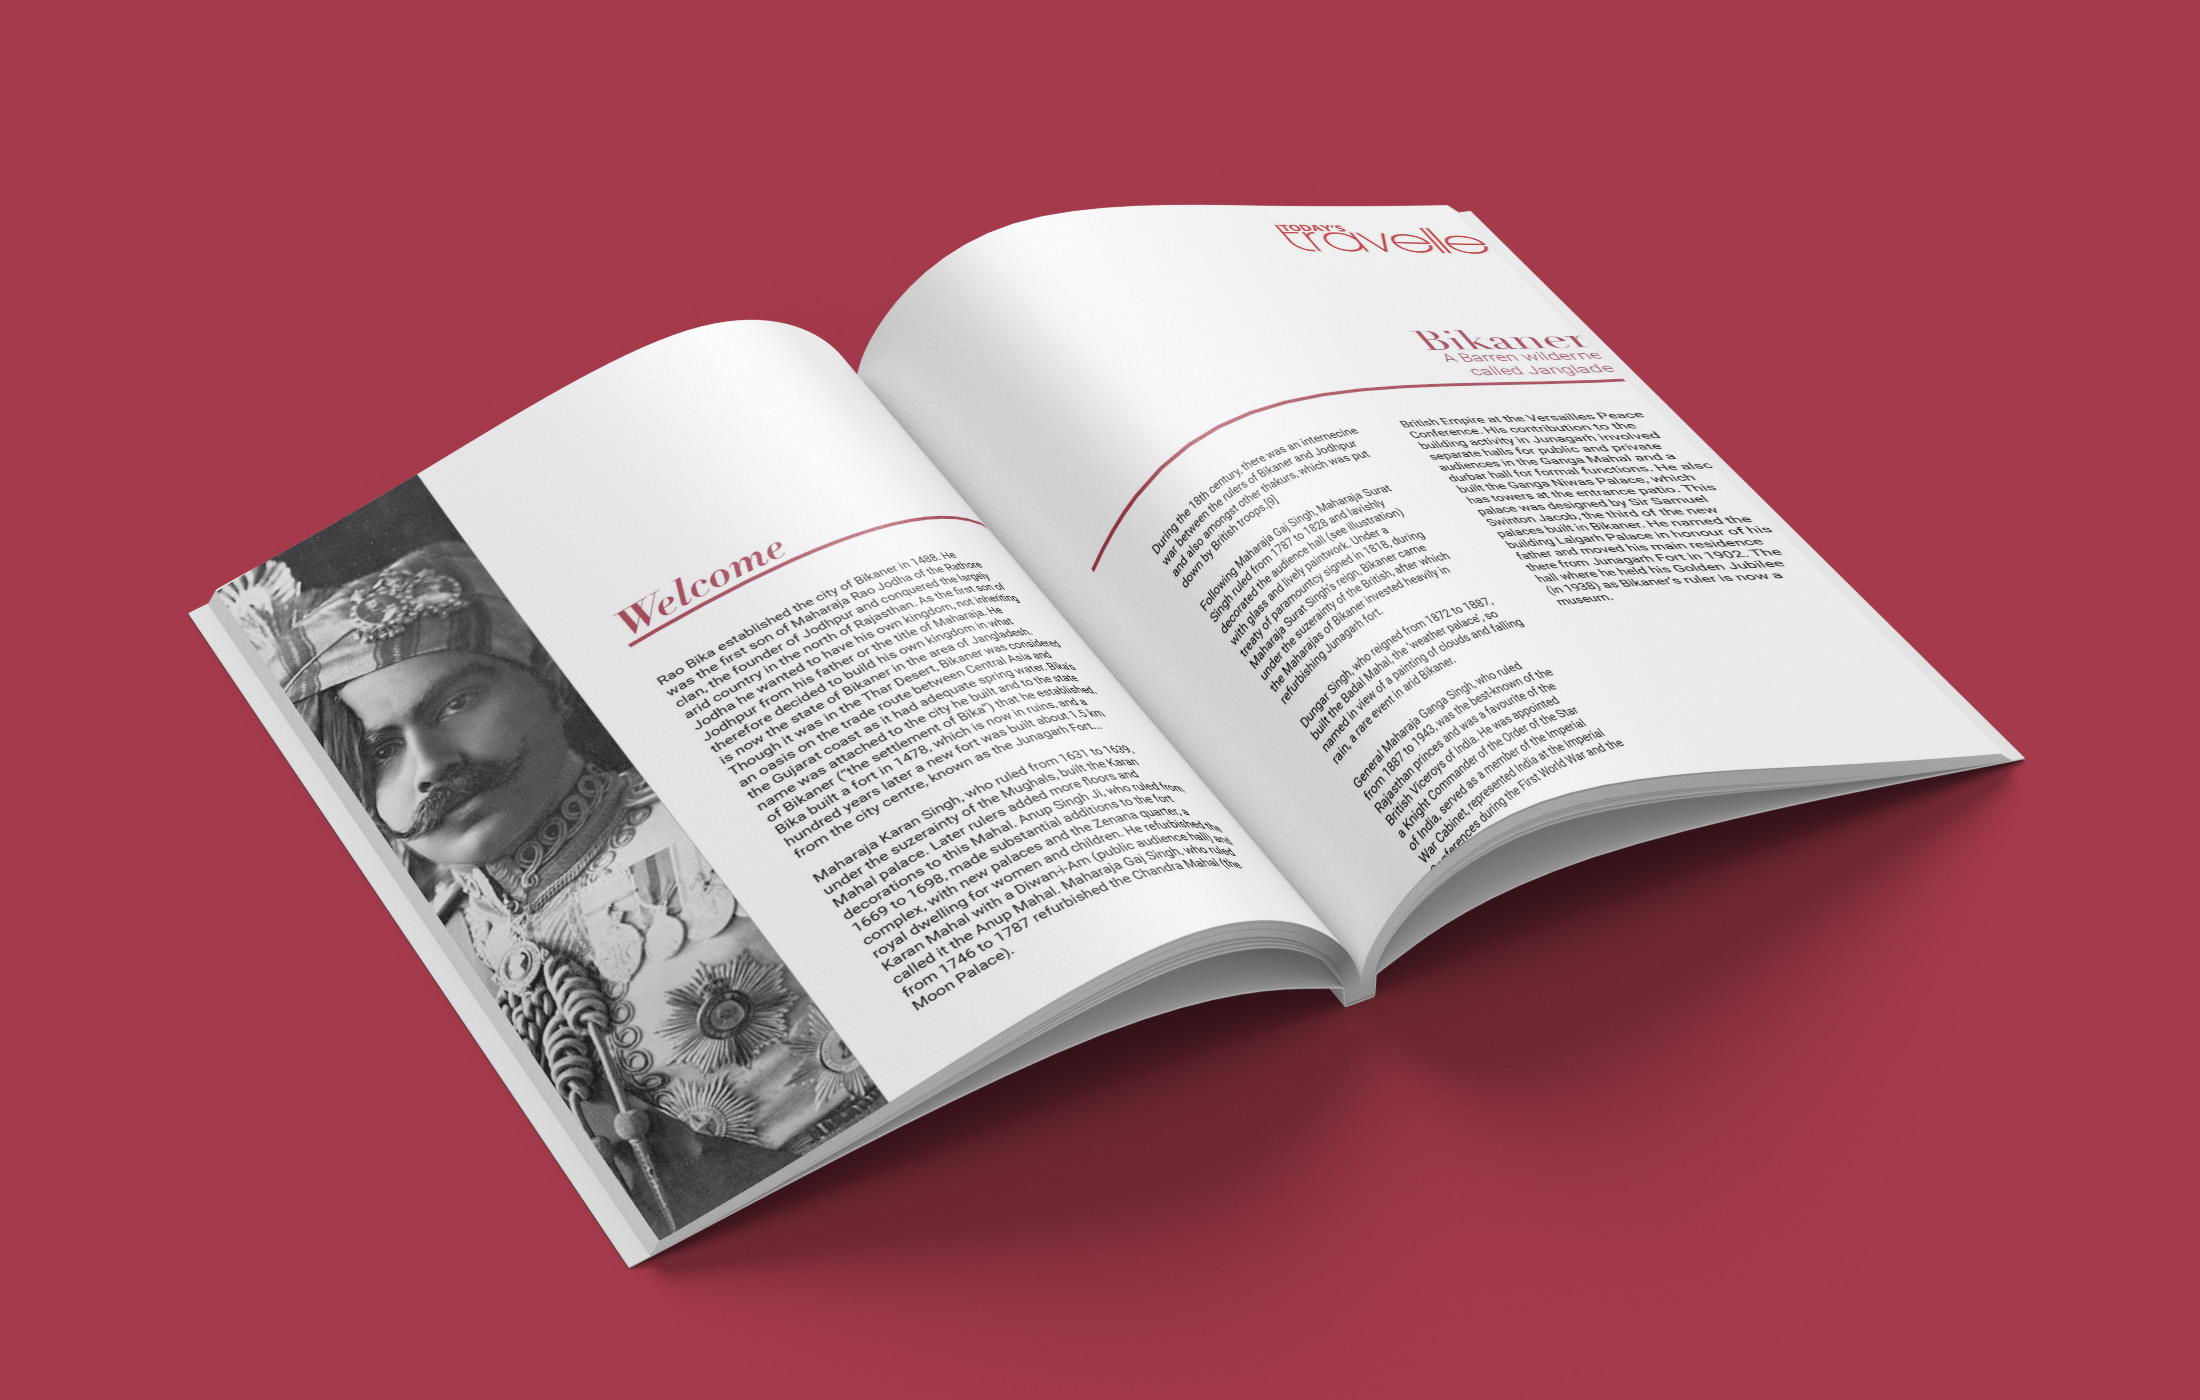 Welcome
Rao Bika established the city of Bikaner in 1488. He
was the first son of Maharaja Rao Jodha of the Rathore
clan, the founder of Jodhpur and conquered the largely
arid country in the north of Rajasthan. As the first son of
Jodha he wanted to have his own kingdom, not inheriting
Jodhpur from his father or the title of Maharaja. He
therefore decided to build his own kingdom in what
is now the state of Bikaner in the area of Jangladesh.
Though it was in the Thar Desert, Bikaner was considered
an oasis on the trade route between Central Asia and
the Gujarat coast as it had adequate spring water. Bika's
name was attached to the city he built and to the state
of Bikaner ("the settlement of Bika") that he established.
Bika built a fort in 1478, which is now in ruins, and a
hundred years later a new fort was built about 1.5 km
from the city centre, known as the Junagarh Fort...
Maharaja Karan Singh, who ruled from 1631 to 1639,
under the suzerainty of the Mughals, built the Karan
Mahal palace. Later rulers added more floors and
decorations to this Mahal. Anup Singh Ji, who ruled from
1669 to 1698, made substantial additions to the fort
complex, with new palaces and the Zenana quarter, a
royal dwelling for women and children. He refurbished the
Karan Mahal with a Diwan-i-Am (public audience hall) and
called it the Anup Mahal. Maharaja Gaj Singh, who ruled
from 1746 to 1787 refurbished the Chandra Mahal (the
Moon Palace).
TODAY'S
travelle
Bikaner
A Barren wilderne
called Janglade
During the 18th century, there was an internecine
war between the rulers of Bikaner and Jodhpur
and also amongst other thakurs, which was put
down by British troops.[9]
Following Maharaja Gaj Singh, Maharaja Surat
Singh ruled from 1787 to 1828 and lavishly
decorated the audience hall (see illustration)
with glass and lively paintwork. Under a
treaty of paramountcy signed in 1818, during
Maharaja Surat Singh's reign, Bikaner came
under the suzerainty of the British, after which
the Maharajas of Bikaner invested heavily in
refurbishing Junagarh fort.
Dungar Singh, who reigned from 1872 to 1887,
built the Badal Mahal, the 'weather palace', so
named in view of a painting of clouds and falling
rain, a rare event in arid Bikaner.
General Maharaja Ganga Singh, who ruled
from 1887 to 1943, was the best-known of the
Rajasthan princes and was a favourite of the
British Viceroys of India. He was appointed
a Knight Commander of the Order of the Star
of India, served as a member of the Imperial
War Cabinet, represented India at the Imperial
Conferences during the First World War and the
British Empire at the Versailles Peace
Conference. His contribution to the
building activity in Junagarh involved
separate halls for public and private
audiences in the Ganga Mahal and a
durbar hall for formal functions. He also
built the Ganga Niwas Palace, which
has towers at the entrance patio. This
palace was designed by Sir Samuel
Swinton Jacob, the third of the new
palaces built in Bikaner. He named the
building Lalgarh Palace in honour of his
father and moved his main residence
there from Junagarh Fort in 1902. The
hall where he held his Golden Jubilee
(in 1938) as Bikaner's ruler is now a
museum.